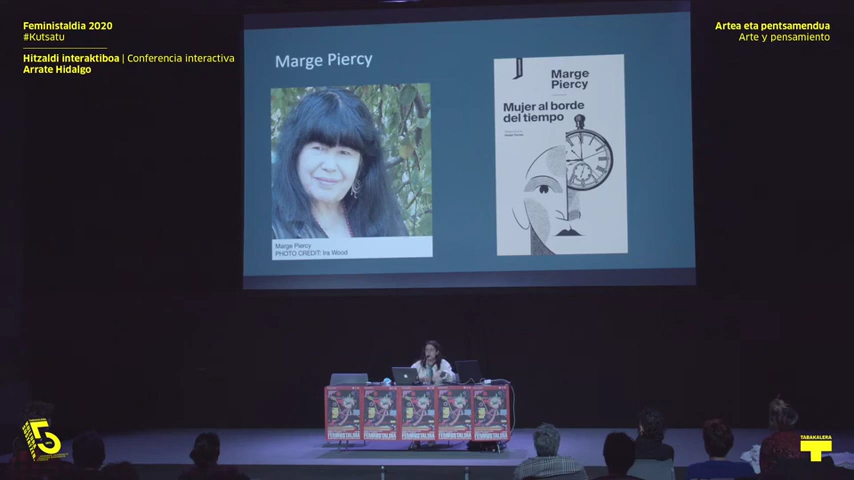 Feministaldia 2020
#Kutsatu
Hitzaldi interaktiboa | Conferencia interactiva
Arrate Hidalgo
Artea eta pentsamendua
Arte y pensamiento
Marge Piercy
Marge Piercy
PHOTO CREDIT: Ira Wood
Marge
Piercy
Mujer al borde
del tiempo
FEMINISTALDIA
TABAKALERA